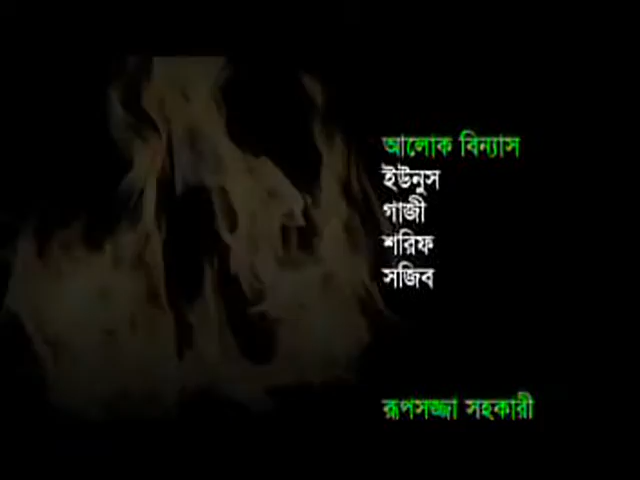 আলোক বিন্যাস
ইউনুস
গাজী
শরিফ
সজিব
রূপসজ্জা সহকারী